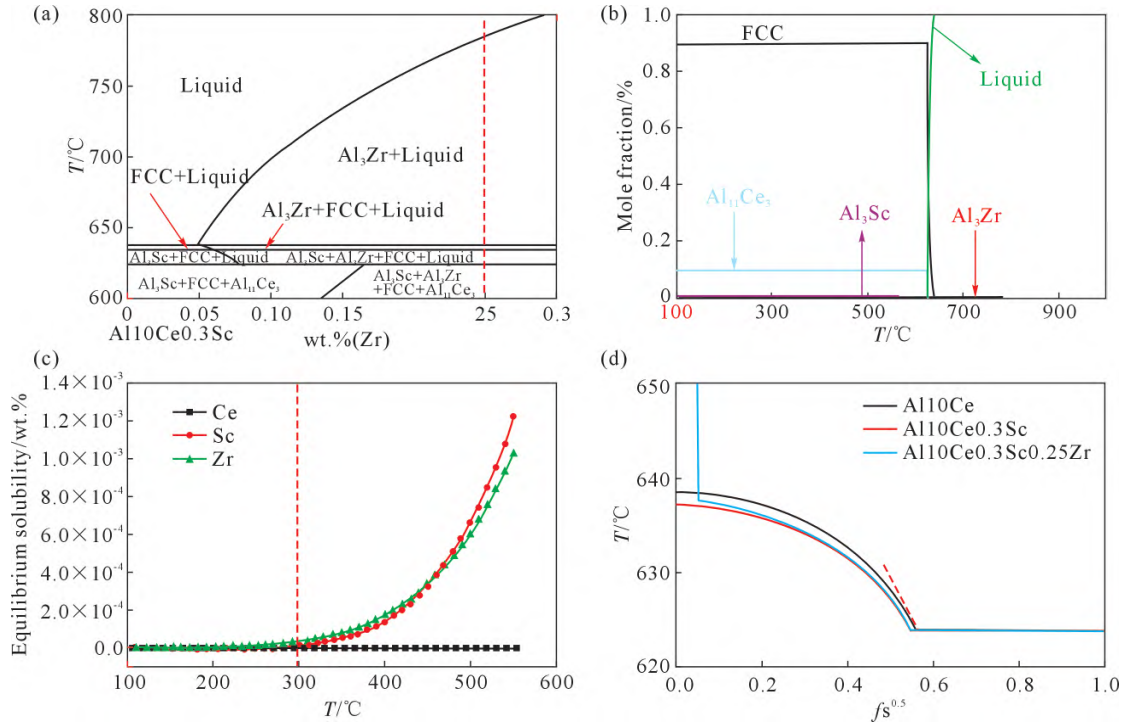 (a)
800
750
700
650
600
T/℃
Liquid
Al₃Zr+Liquid
FCC+Liquid
Al₃Zr+FCC+Liquid
Al₃Sc+FCC+Liquid
Al₃Sc+Al₃Zr+FCC+Liquid
Al₃Sc+FCC+Al₁₁Ce₃
Al₃Sc+Al₃Zr
+FCC+Al₁₁Ce₃
0
0.05
0.10
0.15
0.20
25
0.3
Al10Ce0.3Sc
wt.%(Zr)
(b)
1.0
0.8
0.6
0.4
0.2
0
Mole fraction/%
FCC
Liquid
Al₁₁Ce₃
Al₃Sc
Al₃Zr
100
300
500
700
900
T/℃
(c)
1.4×10⁻³
1.2×10⁻³
1.0×10⁻³
8.0×10⁻⁴
6.0×10⁻⁴
4.0×10⁻⁴
2.0×10⁻⁴
0.0
Equilibrium solubility/wt.%
Ce
Sc
Zr
100
200
300
400
500
600
T/℃
(d)
650
640
630
620
T/℃
Al10Ce
Al10Ce0.3Sc
Al10Ce0.3Sc0.25Zr
0.0
0.2
0.4
0.6
0.8
1.0
fs⁰·⁵